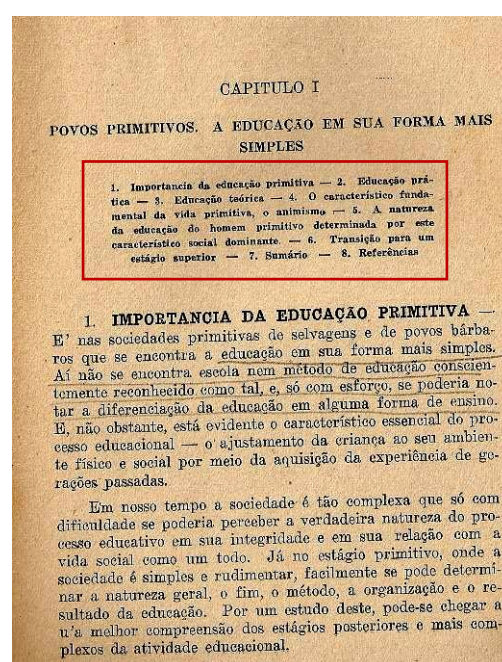 CAPITULO I
POVOS PRIMITIVOS. A EDUCAÇÃO EM SUA FORMA MAIS
SIMPLES
1. Importancia da educação primitiva — 2. Educação prá-
tica — 3. Educação teórica — 4. O característico funda-
mental da vida primitiva, o animismo — 5. A natureza
da educação do homem primitivo determinada por este
característico social dominante. — 6. Transição para um
estágio superior — 7. Sumário — 8. Referências
1. IMPORTANCIA DA EDUCAÇÃO PRIMITIVA —
E' nas sociedades primitivas de selvagens e de povos bárba-
ros que se encontra a educação em sua forma mais simples.
Aí não se encontra escola nem método de educação conscien-
temente reconhecido como tal, e, só com esforço, se poderia no-
tar a diferenciação da educação em alguma forma de ensino.
E, não obstante, está evidente o característico essencial do pro-
cesso educacional — o ajustamento da criança ao seu ambien-
te físico e social por meio da aquisição da experiência de ge-
rações passadas.
Em nosso tempo a sociedade é tão complexa que só com
dificuldade se poderia perceber a verdadeira natureza do pro-
cesso educativo em sua integridade e em sua relação com a
vida social como um todo. Já no estágio primitivo, onde a
sociedade é simples e rudimentar, facilmente se pode determi-
nar a natureza geral, o fim, o método, a organização e o re-
sultado da educação. Por um estudo deste, pode-se chegar a
u'a melhor compreensão dos estágios posteriores e mais com-
plexos da atividade educacional.